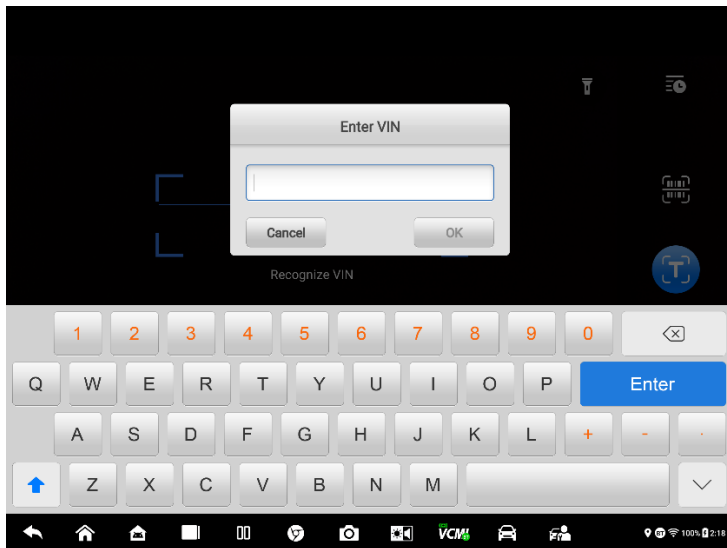 Enter VIN
Cancel OK
Recognize VIN
T
1 2 3 4 5 6 7 8 9 0
Q W E R T Y U I O P Enter
A S D F G H J K L + - .
Z X C V B N M
VCMI 100% 2:18